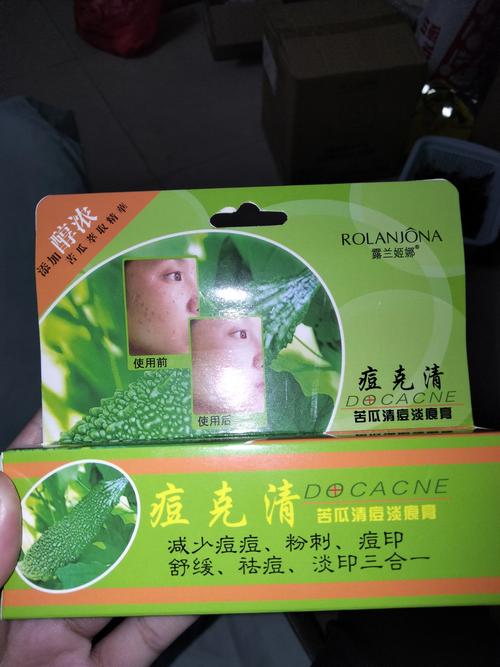 添加醇浓
苦瓜萃取精華
ROLANJÔNA
露兰姬娜®
使用前
使用后
痘克清
DOCACNE
苦瓜清痘淡痕膏
痘克清
DOCACNE
苦瓜清痘淡痕膏
减少痘痘、粉刺、痘印
舒缓、祛痘、淡印三合一